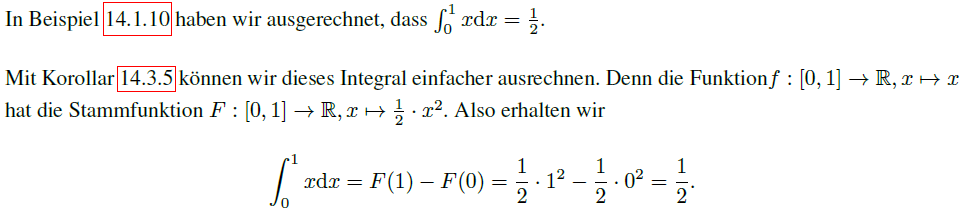 In Beispiel 14.1.10 haben wir ausgerechnet, dass $\int_0^1 x\mathrm{d}x = \frac{1}{2}$.
Mit Korollar 14.3.5 können wir dieses Integral einfacher ausrechnen. Denn die Funktion $f : [0, 1] \to \mathbb{R}, x \mapsto x$
hat die Stammfunktion $F : [0, 1] \to \mathbb{R}, x \mapsto \frac{1}{2} \cdot x^2$. Also erhalten wir
$\int_0^1 x\mathrm{d}x = F(1) - F(0) = \frac{1}{2} \cdot 1^2 - \frac{1}{2} \cdot 0^2 = \frac{1}{2}.$